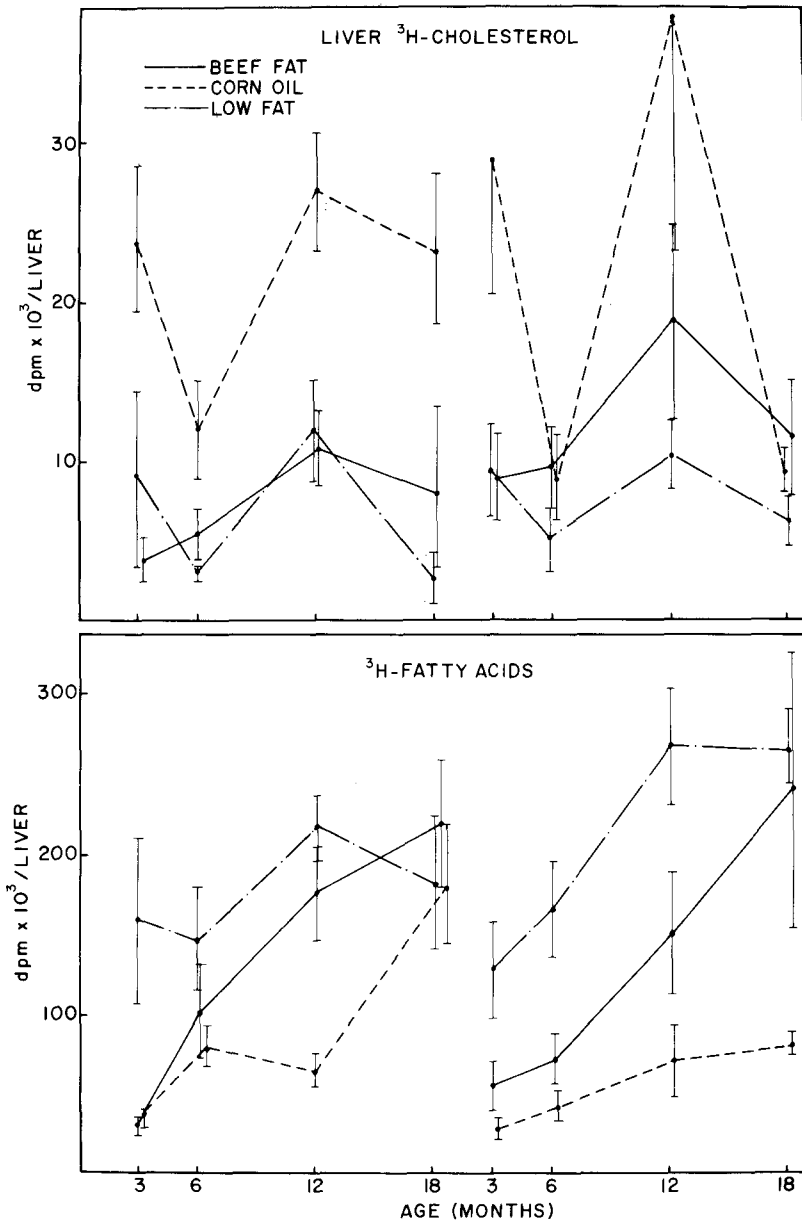 LIVER ³H-CHOLESTEROL
BEEF FAT
CORN OIL
LOW FAT
30
20
10
dpm x 10³/LIVER
³H-FATTY ACIDS
300
200
100
dpm x 10³/LIVER
3 6 12 18 3 6 12 18
AGE (MONTHS)